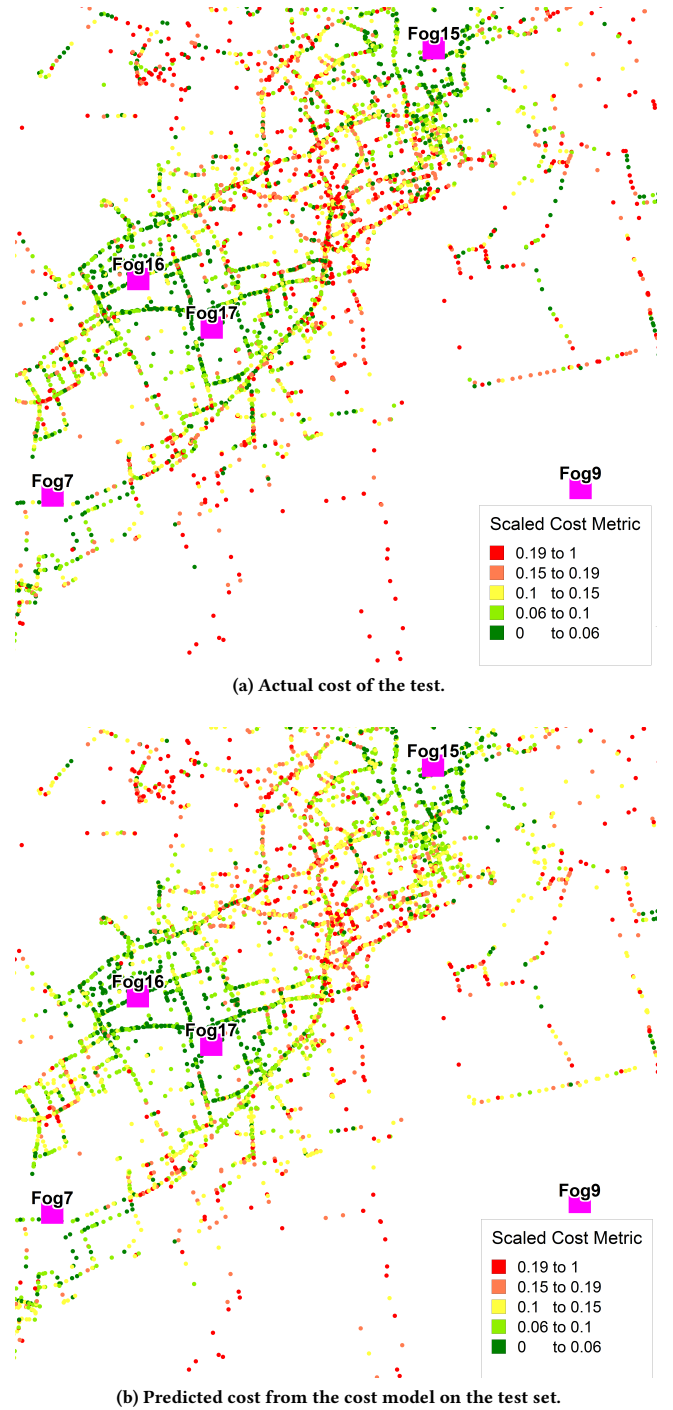 Fog15
Fog16
Fog17
Fog7
Fog9
Scaled Cost Metric
0.19 to 1
0.15 to 0.19
0.1 to 0.15
0.06 to 0.1
0 to 0.06
(a) Actual cost of the test.
Fog15
Fog16
Fog17
Fog7
Fog9
Scaled Cost Metric
0.19 to 1
0.15 to 0.19
0.1 to 0.15
0.06 to 0.1
0 to 0.06
(b) Predicted cost from the cost model on the test set.